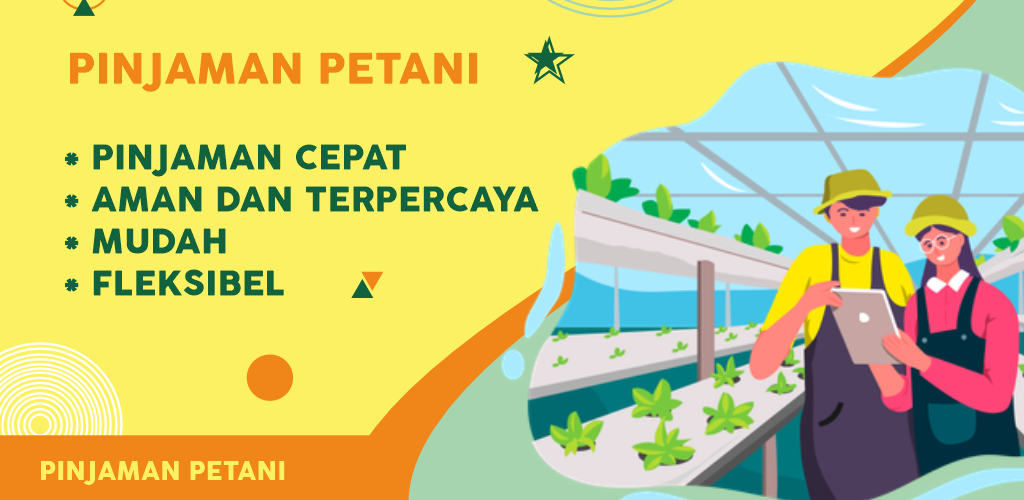 PINJAMAN PETANI
PINJAMAN CEPAT
AMAN DAN TERPERCAYA
MUDAH
FLEKSIBEL
PINJAMAN PETANI